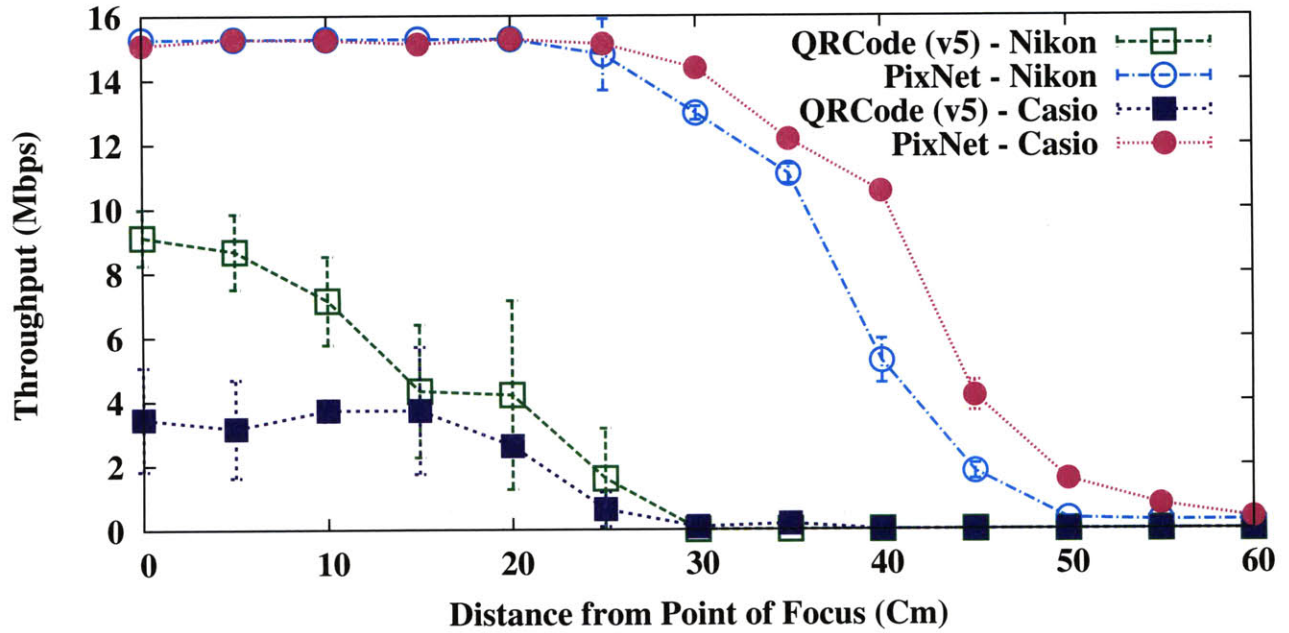 16
14
12
10
8
6
4
2
0
Throughput (Mbps)
QRCode (v5) - Nikon
PixNet - Nikon
QRCode (v5) - Casio
PixNet - Casio
0 10 20 30 40 50 60
Distance from Point of Focus (Cm)